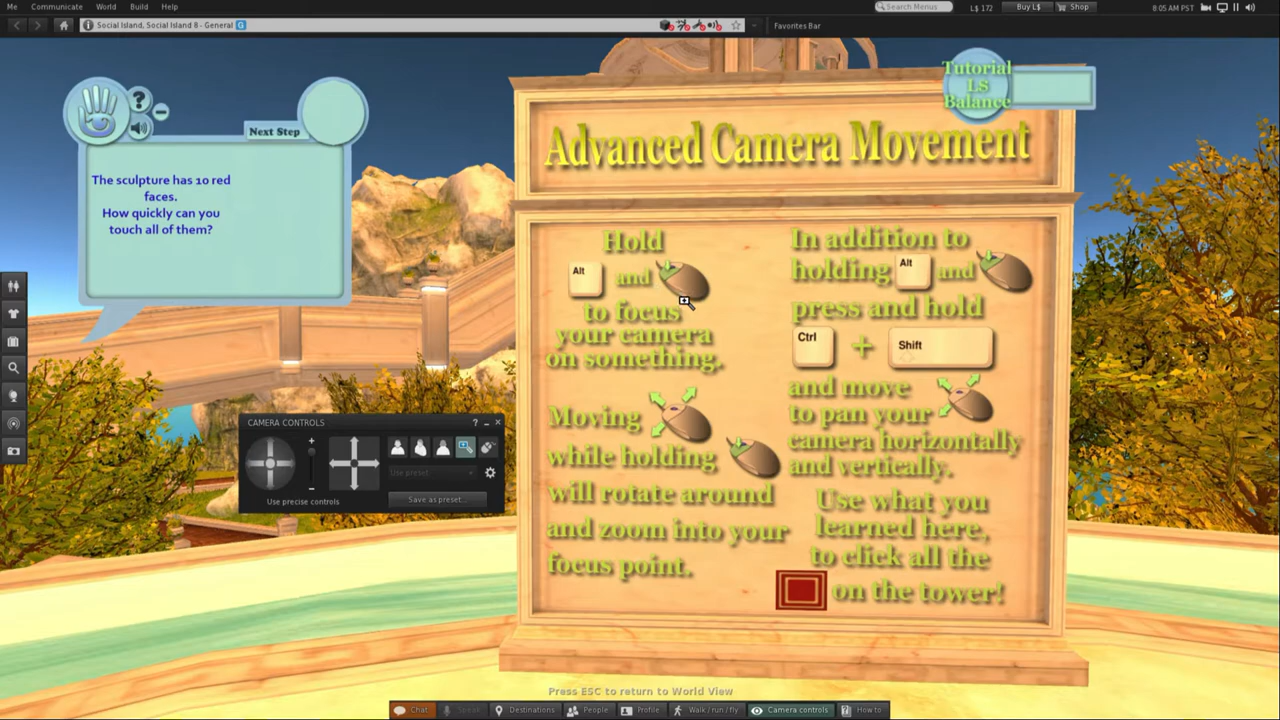 Me Communicate World Build Help
Search Menus
L$ 172
Buy L$
Shop
8:05 AM PST
Social Island, Social Island 8 - General G
Favorites Bar
Tutorial
L$
Balance
Next Step
The sculpture has 10 red
faces.
How quickly can you
touch all of them?
Advanced Camera Movement
Hold
Alt and
to focus
your camera
on something.
Moving
while holding
will rotate around
and zoom into your
focus point.
In addition to
holding Alt and
press and hold
Ctrl + Shift
and move
to pan your
camera horizontally
and vertically.
Use what you
learned here,
to click all the
on the tower!
CAMERA CONTROLS
Use preset
Use precise controls
Save as preset...
Press ESC to return to World View
Chat
Speak
Destinations
People
Profile
Walk / run / fly
Camera controls
How to